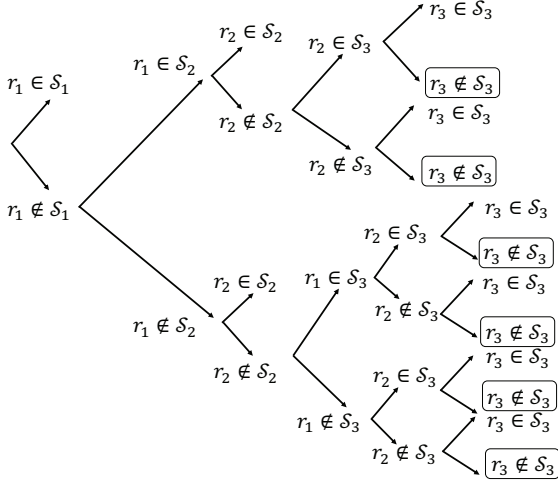 r₃ ∈ 𝒮₃
r₂ ∈ 𝒮₂
r₂ ∈ 𝒮₃
r₁ ∈ 𝒮₂
r₁ ∈ 𝒮₁
r₃ ∉ 𝒮₃
r₃ ∈ 𝒮₃
r₂ ∉ 𝒮₂
r₂ ∉ 𝒮₃
r₃ ∉ 𝒮₃
r₁ ∉ 𝒮₁
r₃ ∈ 𝒮₃
r₂ ∈ 𝒮₃
r₃ ∉ 𝒮₃
r₂ ∈ 𝒮₂
r₁ ∈ 𝒮₃
r₃ ∈ 𝒮₃
r₂ ∉ 𝒮₃
r₁ ∉ 𝒮₂
r₃ ∉ 𝒮₃
r₃ ∈ 𝒮₃
r₂ ∉ 𝒮₂
r₂ ∈ 𝒮₃
r₃ ∉ 𝒮₃
r₁ ∉ 𝒮₃
r₃ ∈ 𝒮₃
r₂ ∉ 𝒮₃
r₃ ∉ 𝒮₃